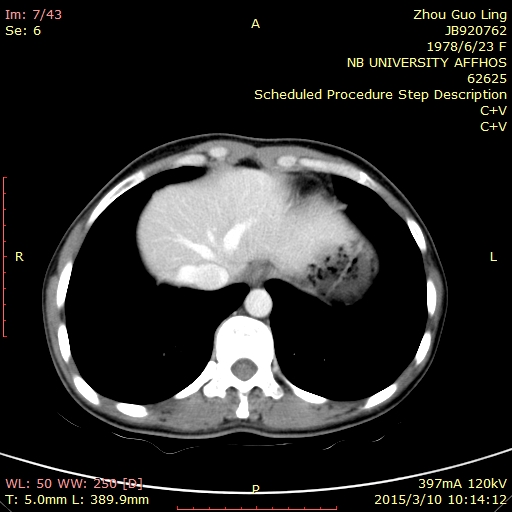 Im: 7/43
Se: 6
A
Zhou Guo Ling
JB920762
1978/6/23 F
NB UNIVERSITY AFFHOS
62625
Scheduled Procedure Step Description
C+V
C+V
R
L
WL: 50 WW: 250 [D]
T: 5.0mm L: 389.9mm
P
397mA 120kV
2015/3/10 10:14:12